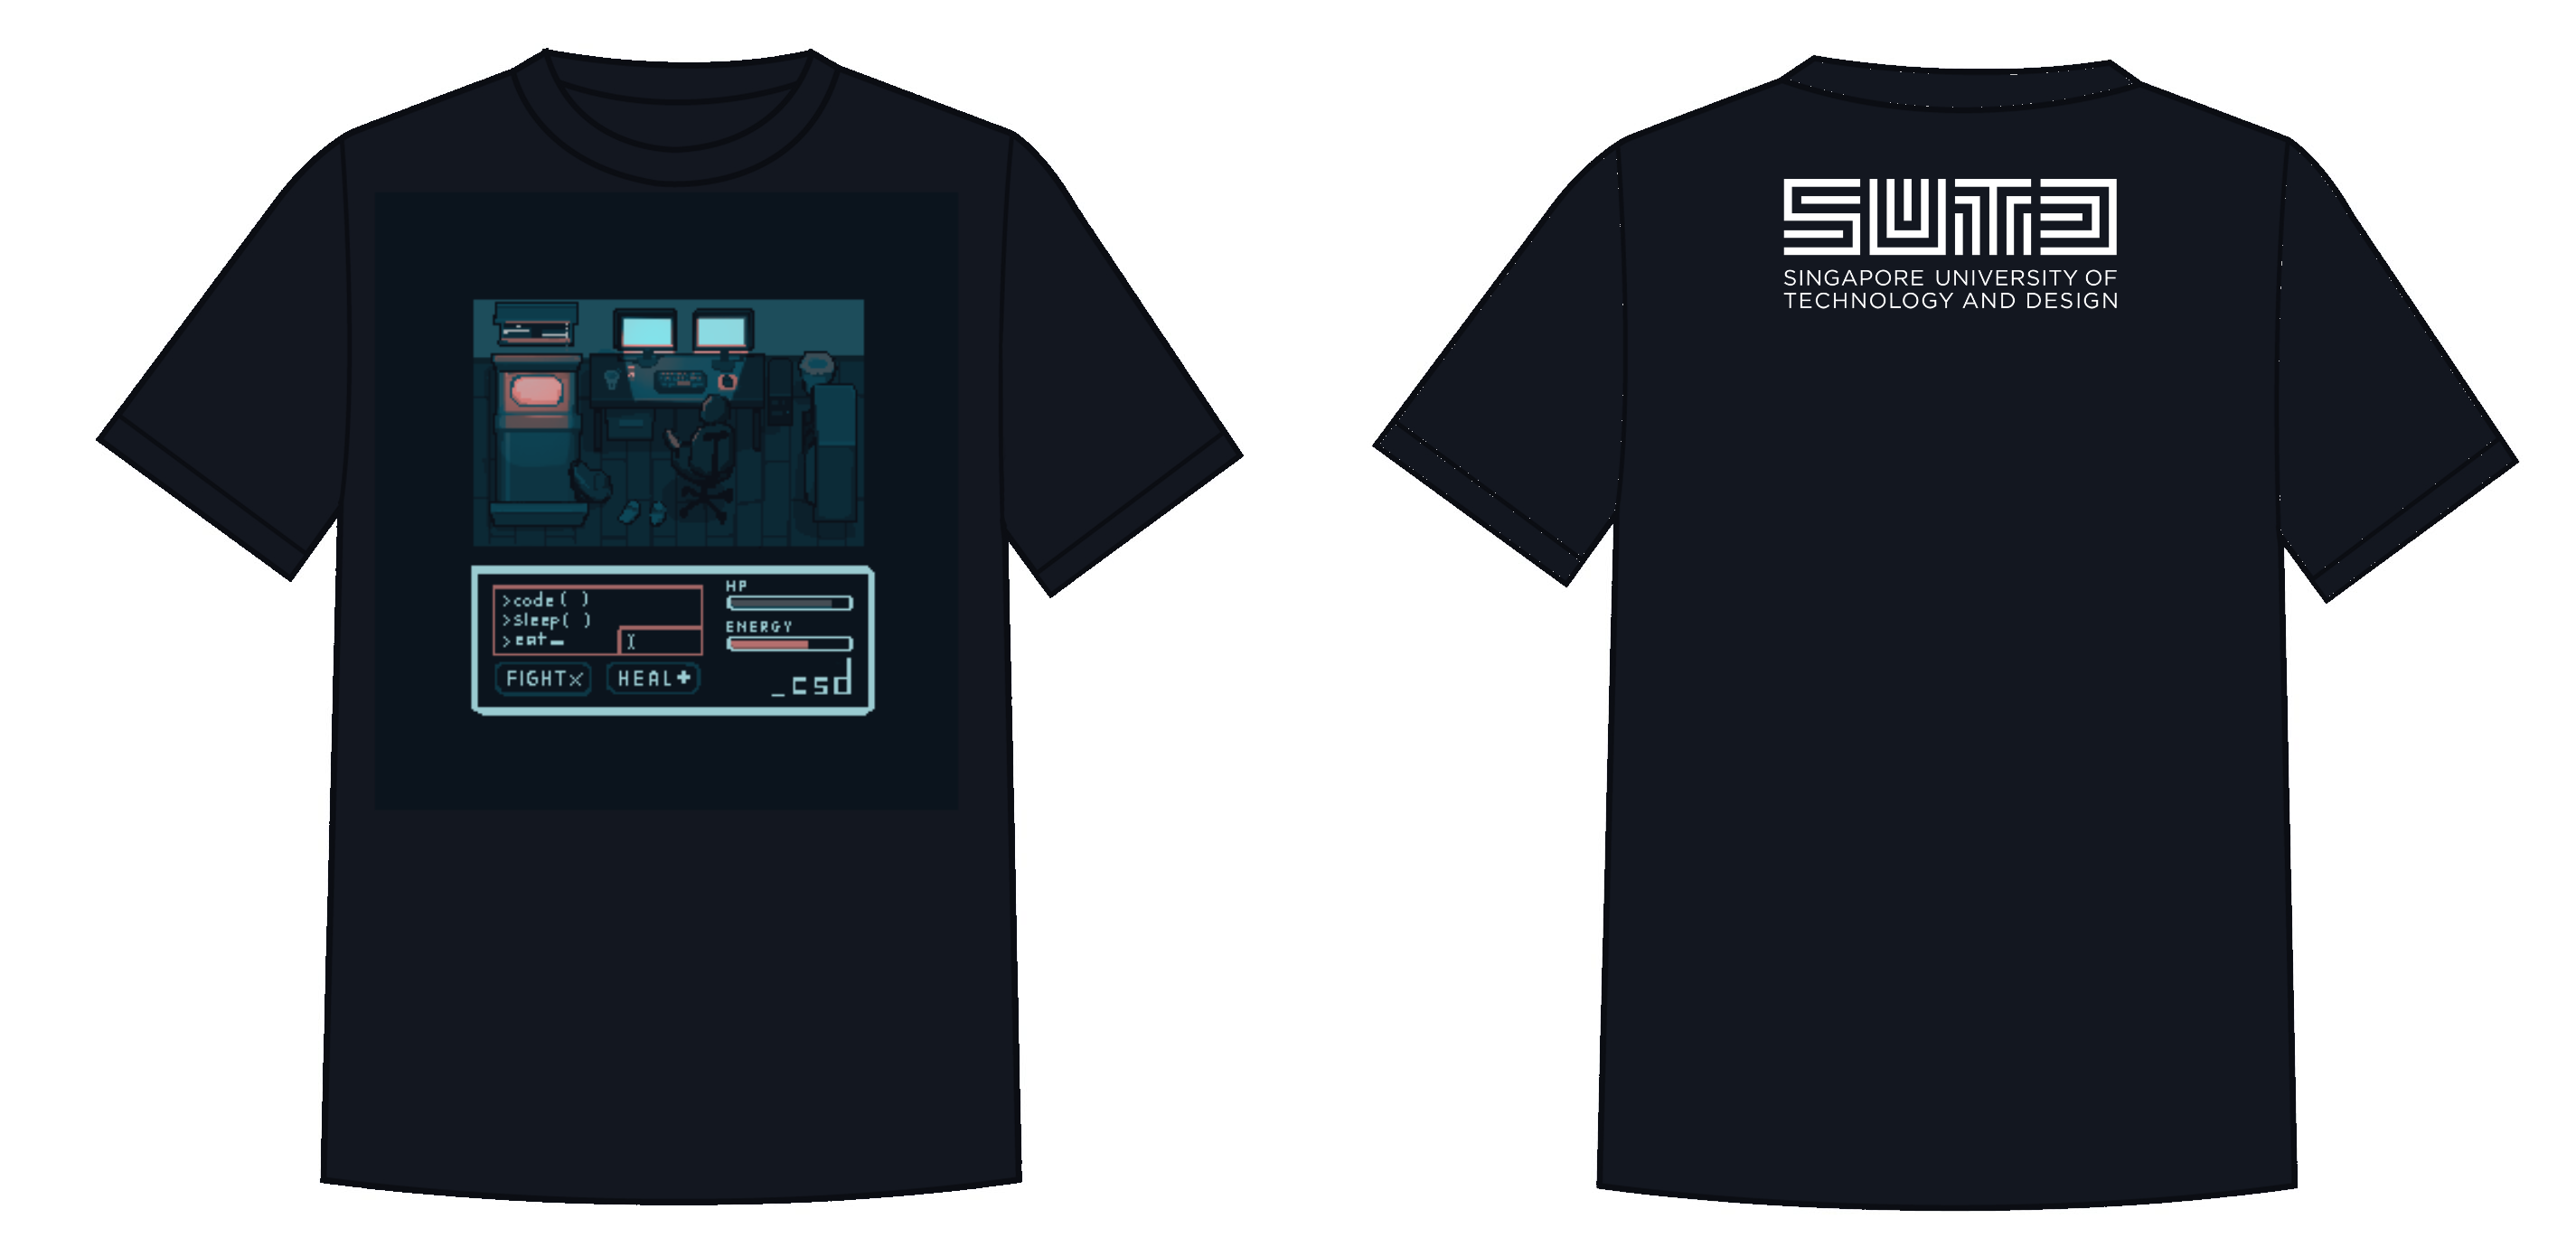 >code( )
>sleep( )
>eat_
HP
ENERGY
FIGHT×
HEAL+
_csd
SUTD
SINGAPORE UNIVERSITY OF
TECHNOLOGY AND DESIGN